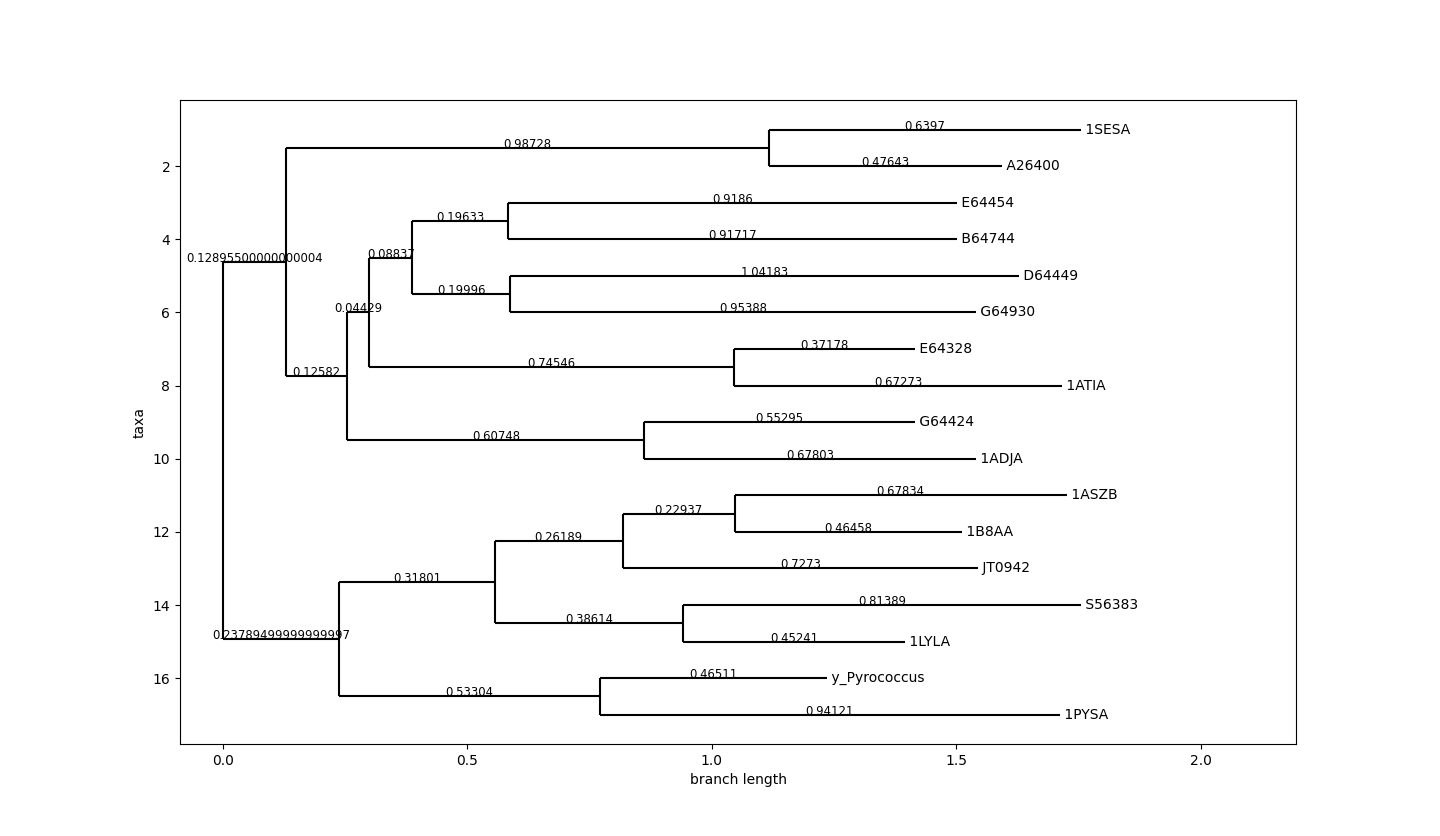 0.6397
1SESA
0.98728
0.47643
A26400
2
0.9186
E64454
0.19633
0.91717
B64744
4
0.12895500000000004
0.08837
1.04183
D64449
0.19996
0.04429
0.95388
G64930
6
0.37178
E64328
0.74546
0.12582
0.67273
1ATIA
8
0.55295
G64424
taxa
0.60748
0.67803
1ADJA
10
0.67834
1ASZB
0.22937
0.46458
1B8AA
12
0.26189
0.7273
JT0942
0.31801
0.81389
S56383
14
0.38614
0.23789499999999997
0.45241
1LYLA
0.46511
y_Pyrococcus
16
0.53304
0.94121
1PYSA
0.0 0.5 1.0 1.5 2.0
branch length